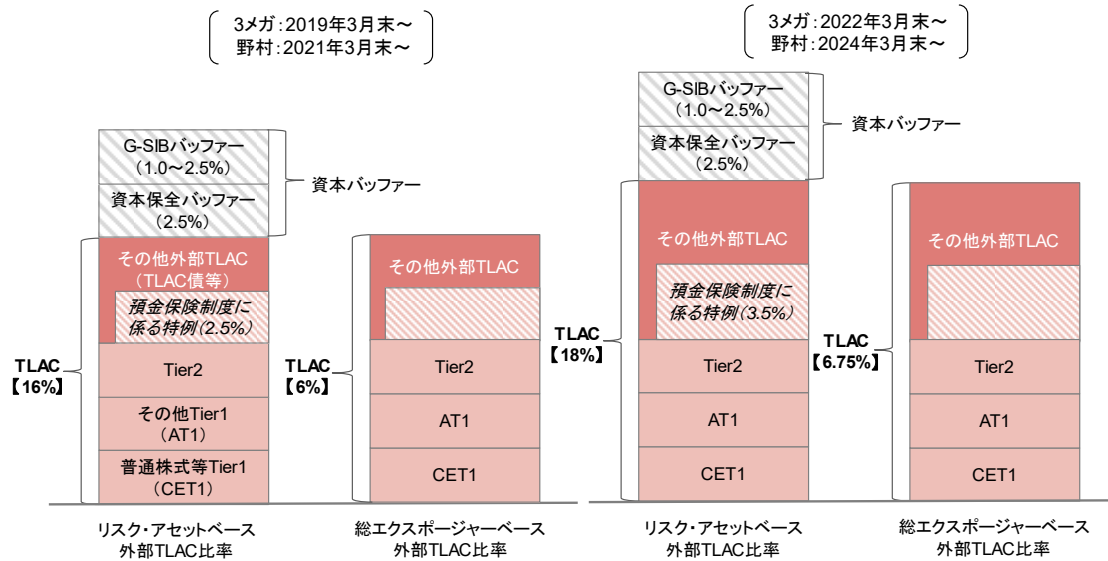 3メガ：2019年3月末～
野村：2021年3月末～
G-SIBバッファー
（1.0～2.5%）
資本保全バッファー
（2.5%）
資本バッファー
その他外部TLAC
（TLAC債等）
預金保険制度に
係る特例（2.5%）
TLAC
【16%】
Tier2
その他Tier1
（AT1）
普通株式等Tier1
（CET1）
リスク・アセットベース
外部TLAC比率
その他外部TLAC
TLAC
【6%】
Tier2
AT1
CET1
総エクスポージャーベース
外部TLAC比率
3メガ：2022年3月末～
野村：2024年3月末～
G-SIBバッファー
（1.0～2.5%）
資本保全バッファー
（2.5%）
資本バッファー
その他外部TLAC
預金保険制度に
係る特例（3.5%）
TLAC
【18%】
Tier2
AT1
CET1
リスク・アセットベース
外部TLAC比率
その他外部TLAC
TLAC
【6.75%】
Tier2
AT1
CET1
総エクスポージャーベース
外部TLAC比率